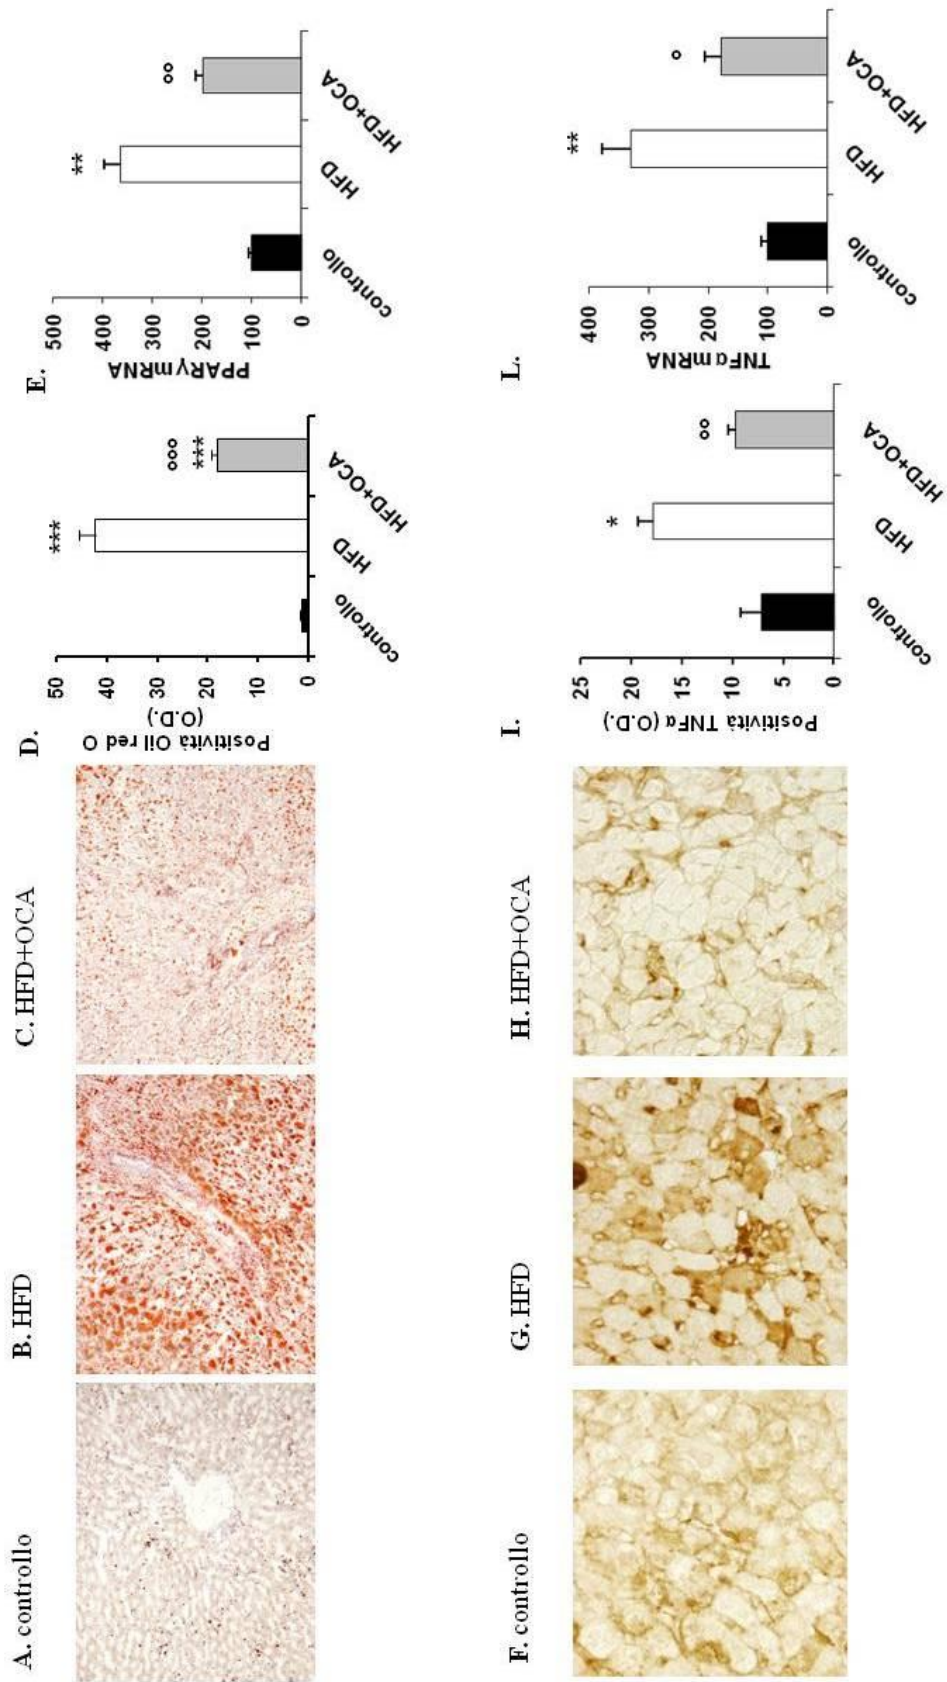 A. controllo
B. HFD
C. HFD+OCA
D.
Positività Oil red O
(O.D.)
50
40
30
20
10
0
***
°°°
***
controllo
HFD
HFD+OCA
E.
PPARγ mRNA
500
400
300
200
100
0
**
°°
controllo
HFD
HFD+OCA
F. controllo
G. HFD
H. HFD+OCA
I.
Positività TNFα (O.D.)
25
20
15
10
5
0
*
°°
controllo
HFD
HFD+OCA
L.
TNFα mRNA
400
300
200
100
0
**
°
controllo
HFD
HFD+OCA